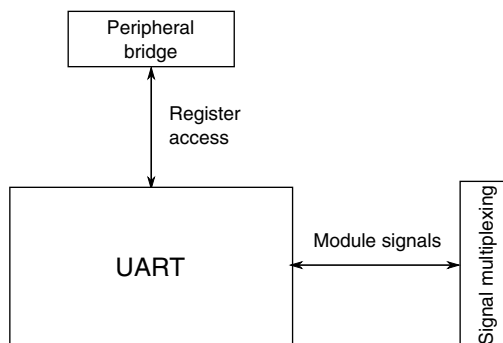 Peripheral
bridge
Register
access
UART
Module signals
Signal multiplexing